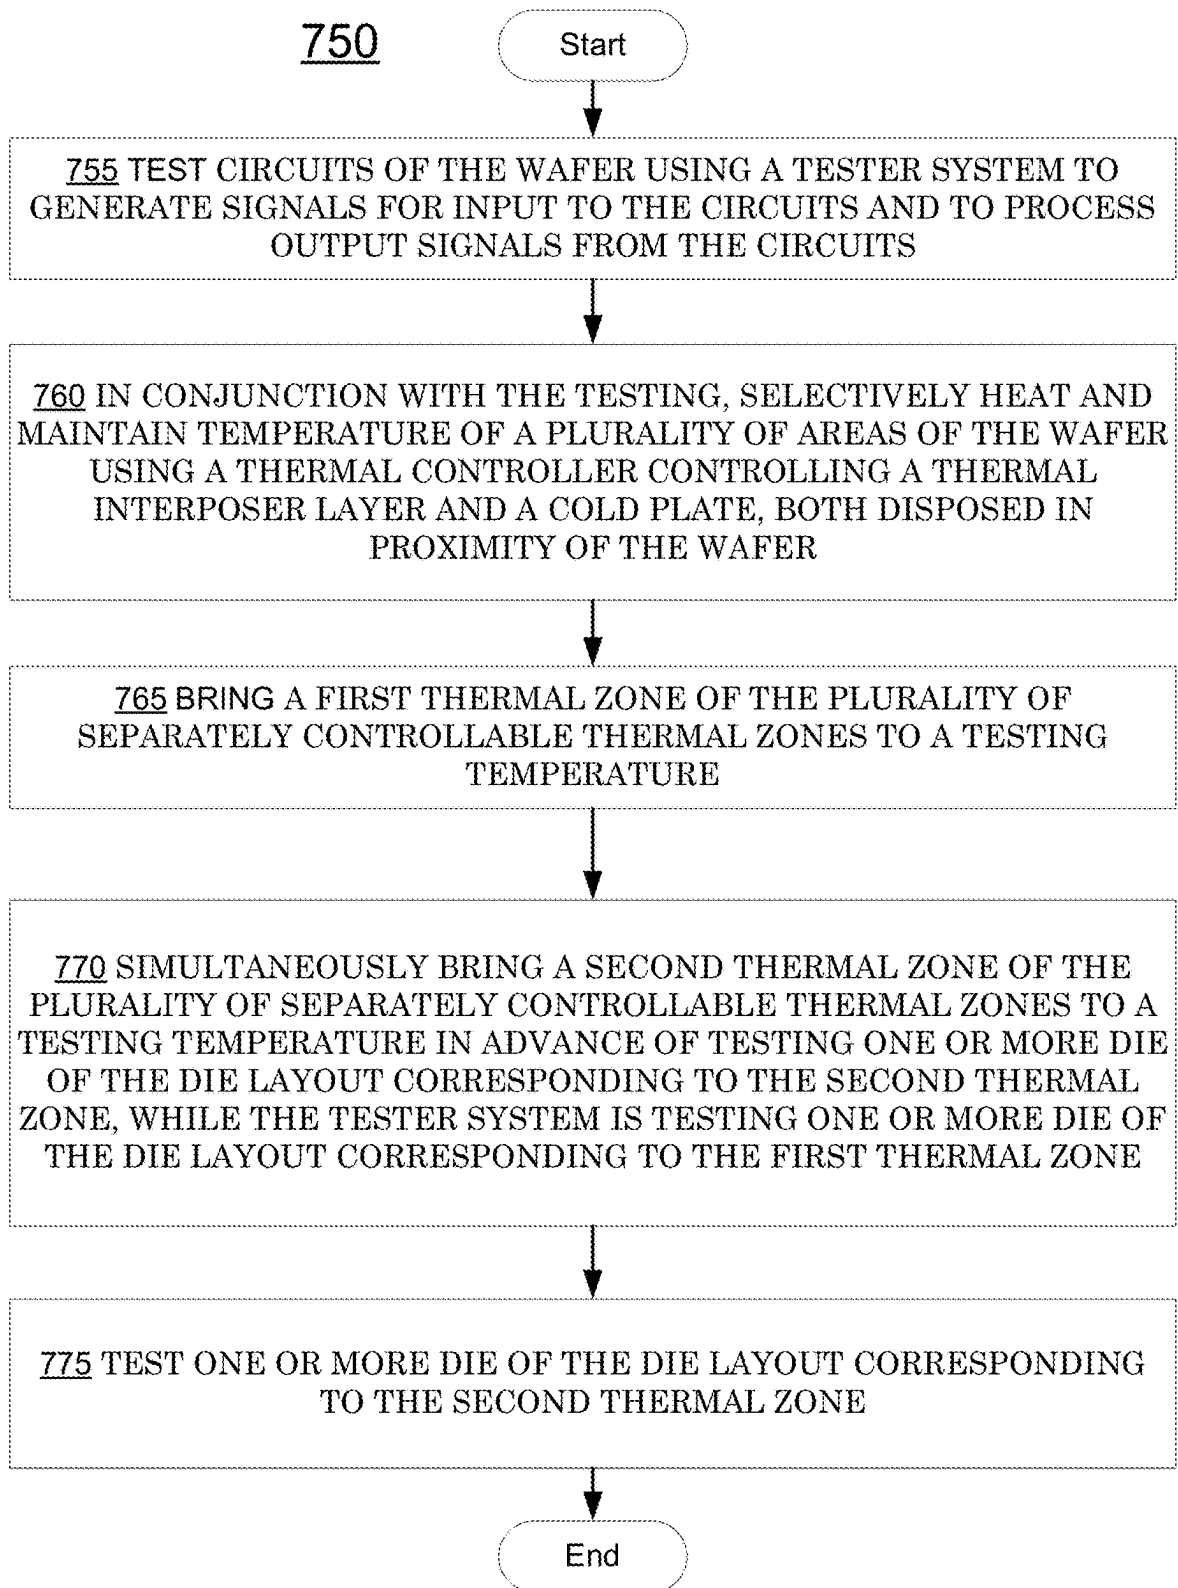 750
Start
755 TEST CIRCUITS OF THE WAFER USING A TESTER SYSTEM TO
GENERATE SIGNALS FOR INPUT TO THE CIRCUITS AND TO PROCESS
OUTPUT SIGNALS FROM THE CIRCUITS
760 IN CONJUNCTION WITH THE TESTING, SELECTIVELY HEAT AND
MAINTAIN TEMPERATURE OF A PLURALITY OF AREAS OF THE WAFER
USING A THERMAL CONTROLLER CONTROLLING A THERMAL
INTERPOSER LAYER AND A COLD PLATE, BOTH DISPOSED IN
PROXIMITY OF THE WAFER
765 BRING A FIRST THERMAL ZONE OF THE PLURALITY OF
SEPARATELY CONTROLLABLE THERMAL ZONES TO A TESTING
TEMPERATURE
770 SIMULTANEOUSLY BRING A SECOND THERMAL ZONE OF THE
PLURALITY OF SEPARATELY CONTROLLABLE THERMAL ZONES TO A
TESTING TEMPERATURE IN ADVANCE OF TESTING ONE OR MORE DIE
OF THE DIE LAYOUT CORRESPONDING TO THE SECOND THERMAL
ZONE, WHILE THE TESTER SYSTEM IS TESTING ONE OR MORE DIE OF
THE DIE LAYOUT CORRESPONDING TO THE FIRST THERMAL ZONE
775 TEST ONE OR MORE DIE OF THE DIE LAYOUT CORRESPONDING
TO THE SECOND THERMAL ZONE
End